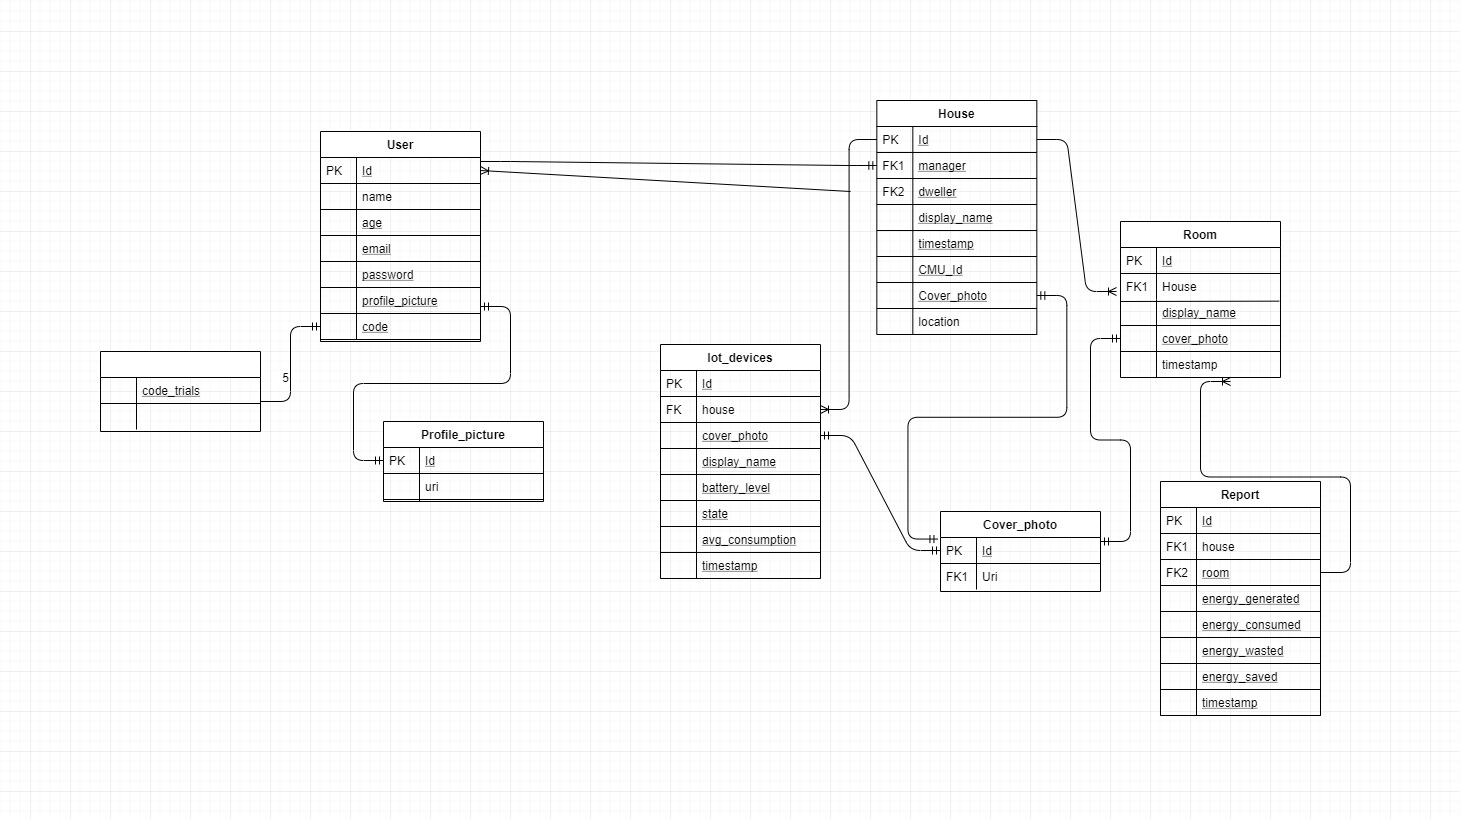 User
PK Id
name
age
email
password
profile_picture
code
code_trials
5
Profile_picture
PK Id
uri
Iot_devices
PK Id
FK house
cover_photo
display_name
battery_level
state
avg_consumption
timestamp
House
PK Id
FK1 manager
FK2 dweller
display_name
timestamp
CMU_Id
Cover_photo
location
Cover_photo
PK Id
FK1 Uri
Room
PK Id
FK1 House
display_name
cover_photo
timestamp
Report
PK Id
FK1 house
FK2 room
energy_generated
energy_consumed
energy_wasted
energy_saved
timestamp